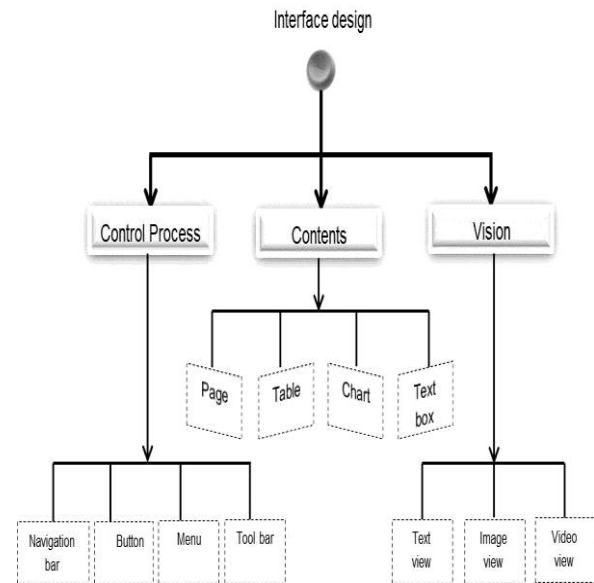 Interface design
Control Process
Contents
Vision
Page
Table
Chart
Text
box
Navigation
bar
Button
Menu
Tool bar
Text
view
Image
view
Video
view